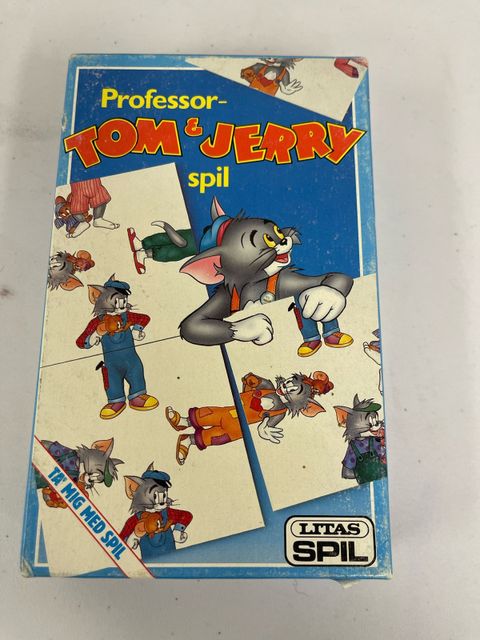 Professor-
TOM & JERRY
spil
TA' MIG MED SPIL
LITAS
SPIL